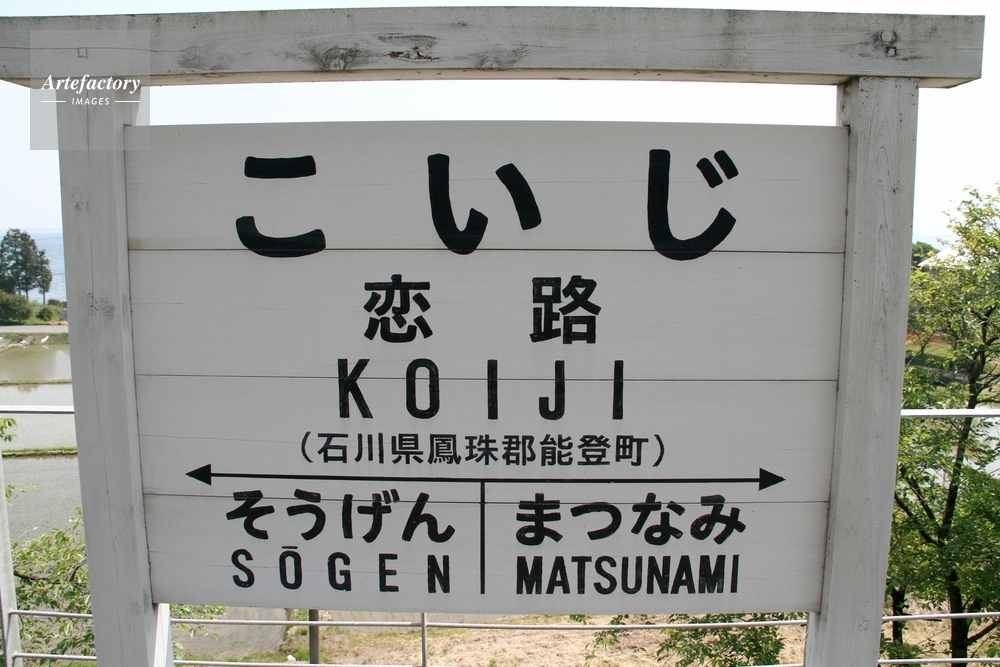 Artefactory
IMAGES
こいじ
恋路
KOIJI
(石川県鳳珠郡能登町)
そうげん まつなみ
SŌGEN MATSUNAMI